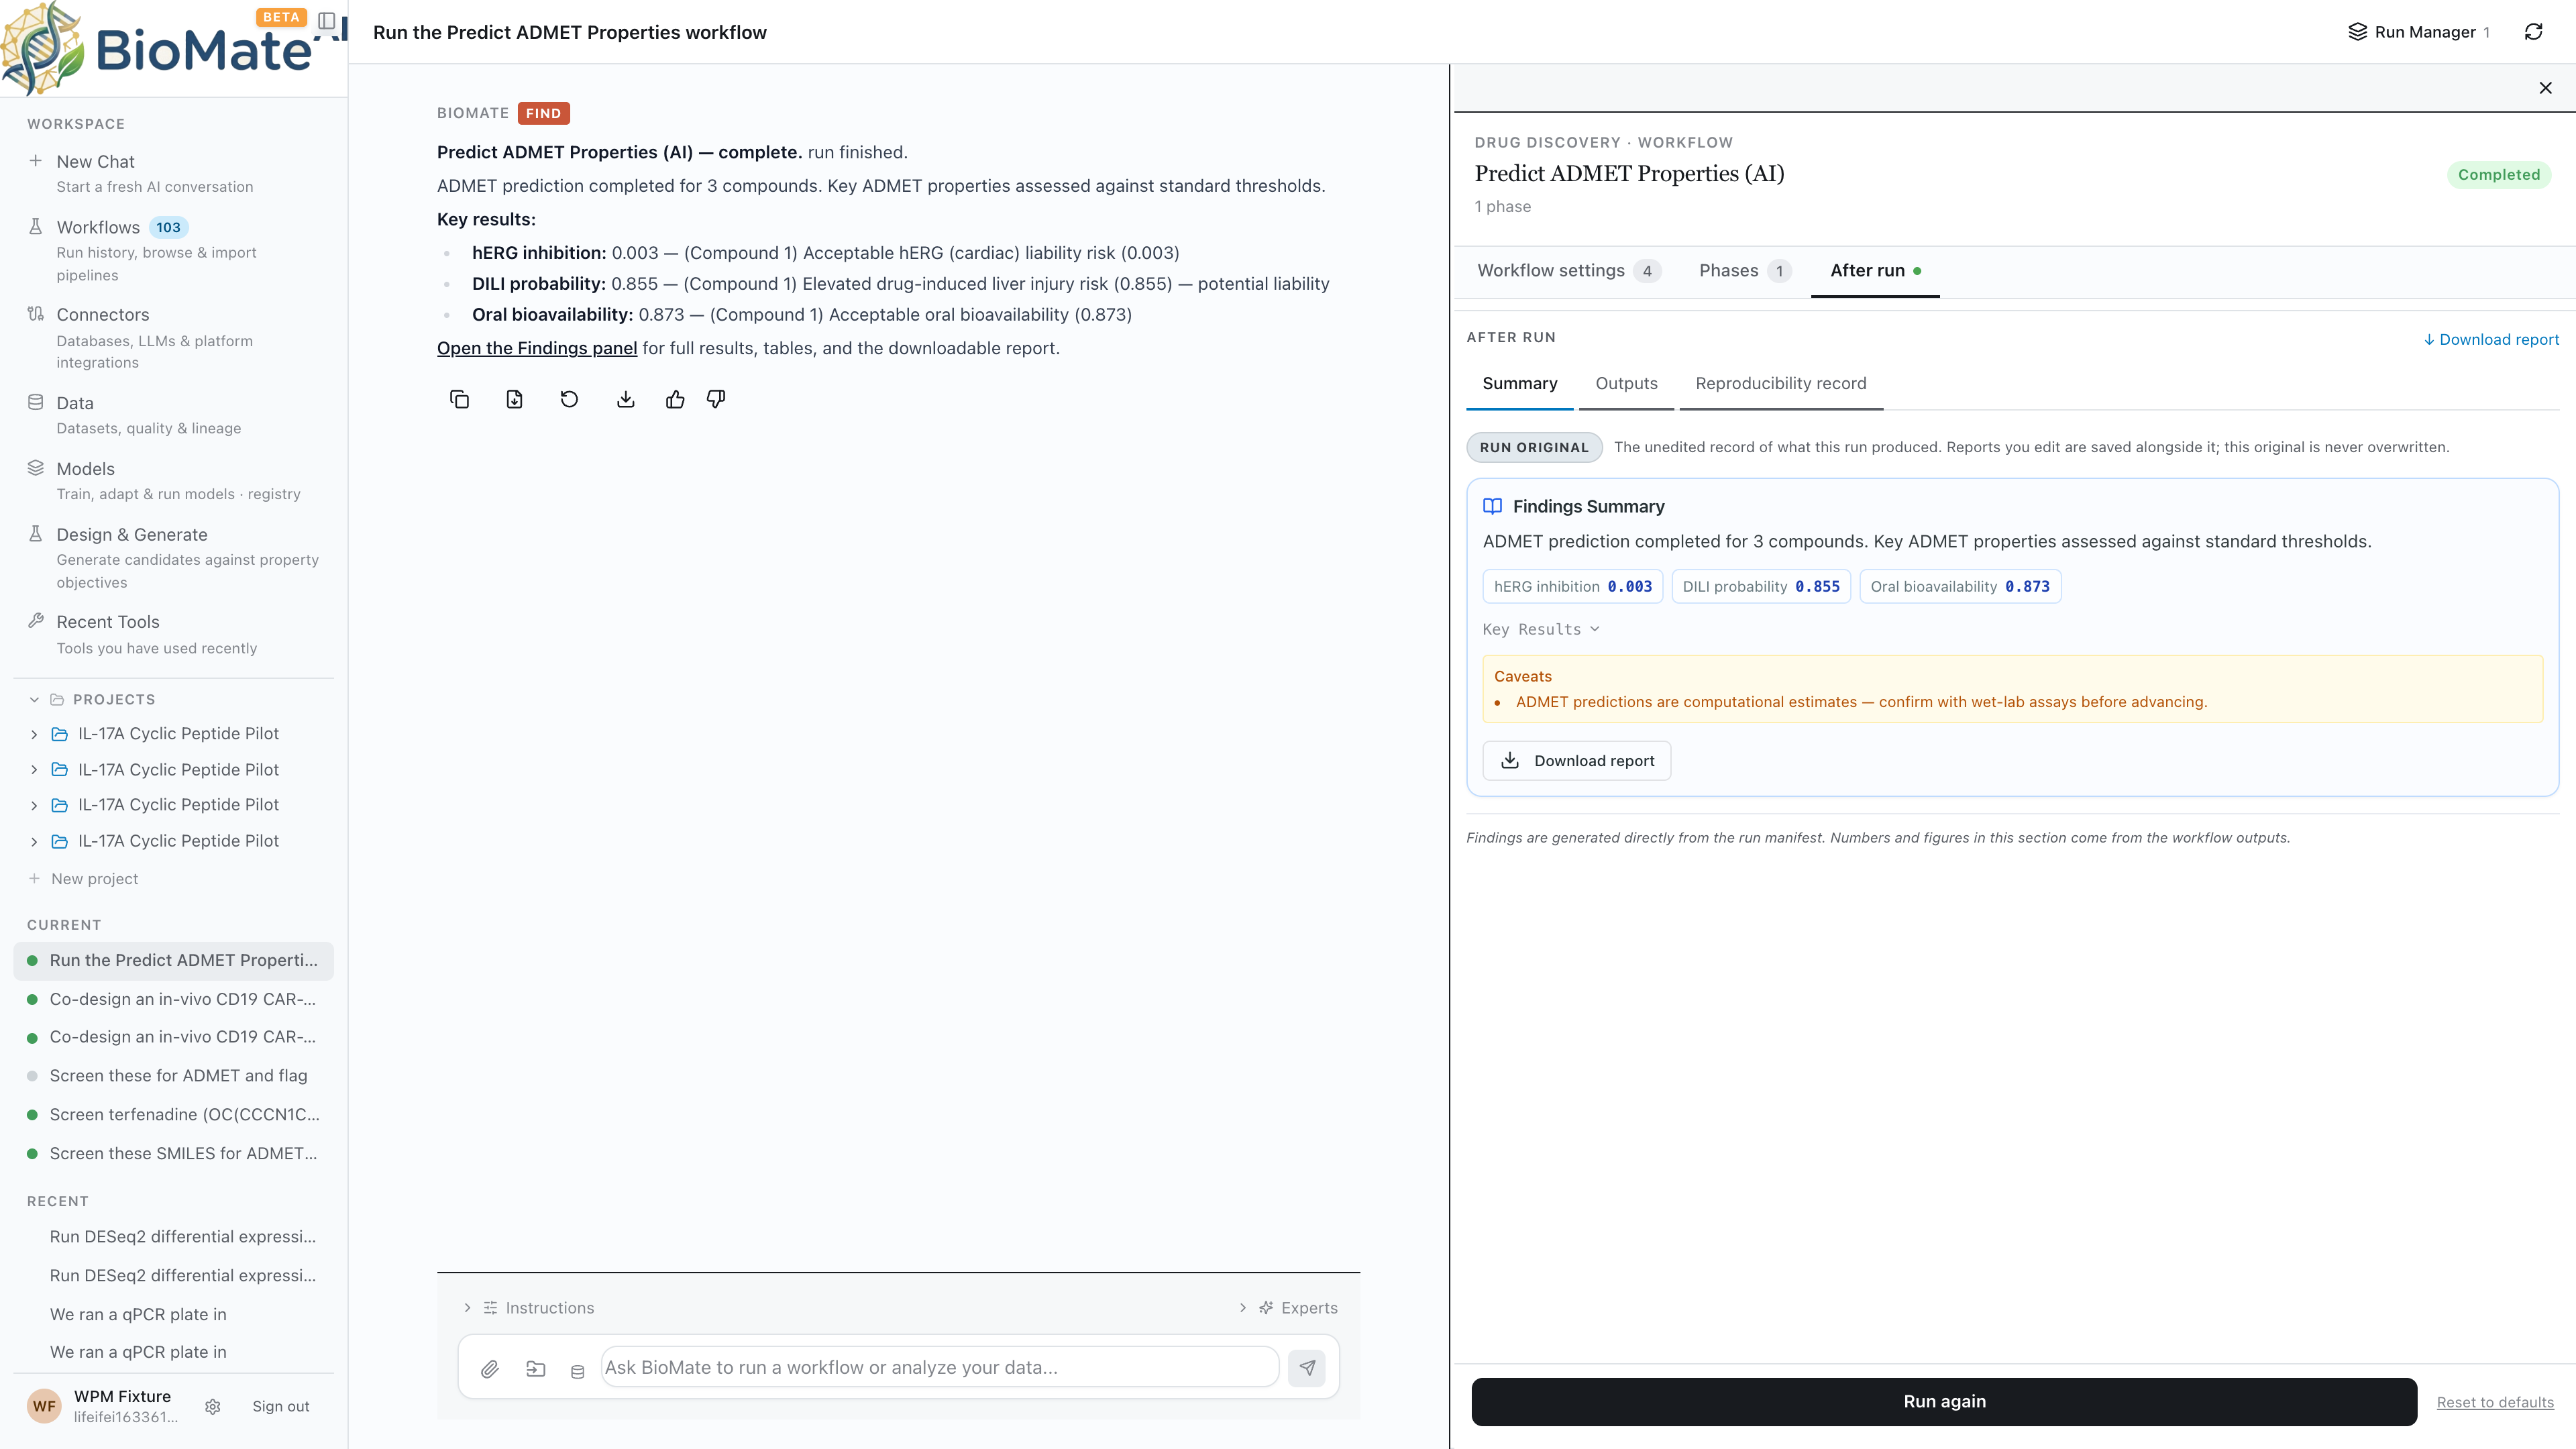 BETA
BioMate AI
WORKSPACE
New Chat
Start a fresh AI conversation
Workflows 103
Run history, browse & import
pipelines
Connectors
Databases, LLMs & platform
integrations
Data
Datasets, quality & lineage
Models
Train, adapt & run models · registry
Design & Generate
Generate candidates against property
objectives
Recent Tools
Tools you have used recently
PROJECTS
IL-17A Cyclic Peptide Pilot
IL-17A Cyclic Peptide Pilot
IL-17A Cyclic Peptide Pilot
IL-17A Cyclic Peptide Pilot
+ New project
CURRENT
Run the Predict ADMET Properti...
Co-design an in-vivo CD19 CAR-...
Co-design an in-vivo CD19 CAR-...
Screen these for ADMET and flag
Screen terfenadine (OC(CCCN1C...
Screen these SMILES for ADMET...
RECENT
Run DESeq2 differential expressi...
Run DESeq2 differential expressi...
We ran a qPCR plate in
We ran a qPCR plate in
WF
WPM Fixture
lifeifei163361...
Sign out
Run the Predict ADMET Properties workflow
Run Manager 1
BIOMATE FIND
Predict ADMET Properties (AI) — complete. run finished.
ADMET prediction completed for 3 compounds. Key ADMET properties assessed against standard thresholds.
Key results:
• hERG inhibition: 0.003 — (Compound 1) Acceptable hERG (cardiac) liability risk (0.003)
• DILI probability: 0.855 — (Compound 1) Elevated drug-induced liver injury risk (0.855) — potential liability
• Oral bioavailability: 0.873 — (Compound 1) Acceptable oral bioavailability (0.873)
Open the Findings panel for full results, tables, and the downloadable report.
Instructions
Experts
Ask BioMate to run a workflow or analyze your data...
DRUG DISCOVERY · WORKFLOW
Predict ADMET Properties (AI)
Completed
1 phase
Workflow settings 4
Phases 1
After run
AFTER RUN
↓ Download report
Summary
Outputs
Reproducibility record
RUN ORIGINAL
The unedited record of what this run produced. Reports you edit are saved alongside it; this original is never overwritten.
Findings Summary
ADMET prediction completed for 3 compounds. Key ADMET properties assessed against standard thresholds.
hERG inhibition 0.003
DILI probability 0.855
Oral bioavailability 0.873
Key Results
Caveats
• ADMET predictions are computational estimates — confirm with wet-lab assays before advancing.
Download report
Findings are generated directly from the run manifest. Numbers and figures in this section come from the workflow outputs.
Run again
Reset to defaults